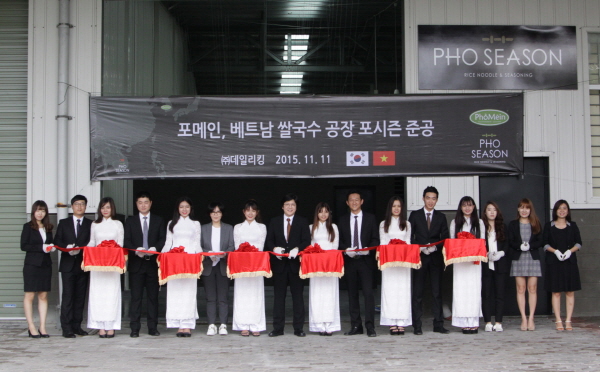 PHO SEASON
RICE NOODLE & SEASONING
포메인, 베트남 쌀국수 공장 포시즌 준공
㈜데일리킹 2015. 11. 11
PhốMein
PHO
SEASON